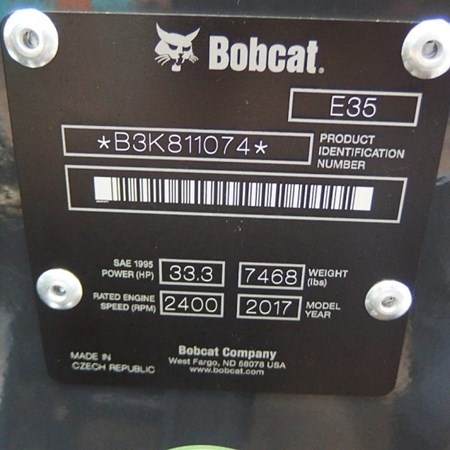 Bobcat.
E35
*B3K811074*
PRODUCT
IDENTIFICATION
NUMBER
SAE 1995
POWER (HP)
33.3
7468
WEIGHT
(lbs)
RATED ENGINE
SPEED (RPM)
2400
2017
MODEL
YEAR
MADE IN
CZECH REPUBLIC
Bobcat Company
West Fargo, ND 58078 USA
www.bobcat.com